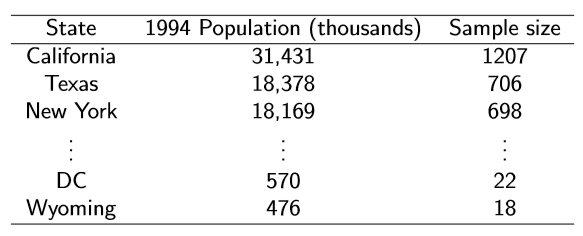 State 1994 Population (thousands) Sample size
California 31,431 1207
Texas 18,378 706
New York 18,169 698
⋮ ⋮ ⋮
DC 570 22
Wyoming 476 18